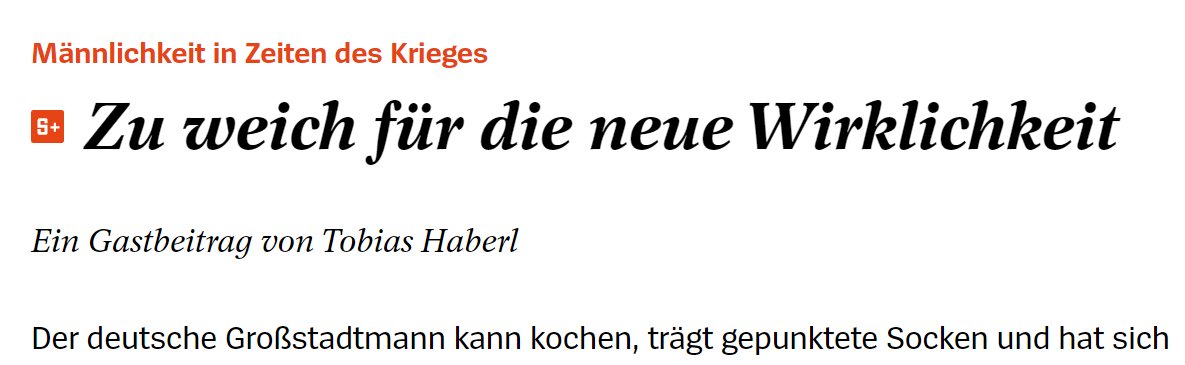 Männlichkeit in Zeiten des Krieges
S+ Zu weich für die neue Wirklichkeit
Ein Gastbeitrag von Tobias Haberl
Der deutsche Großstadtmann kann kochen, trägt gepunktete Socken und hat sich